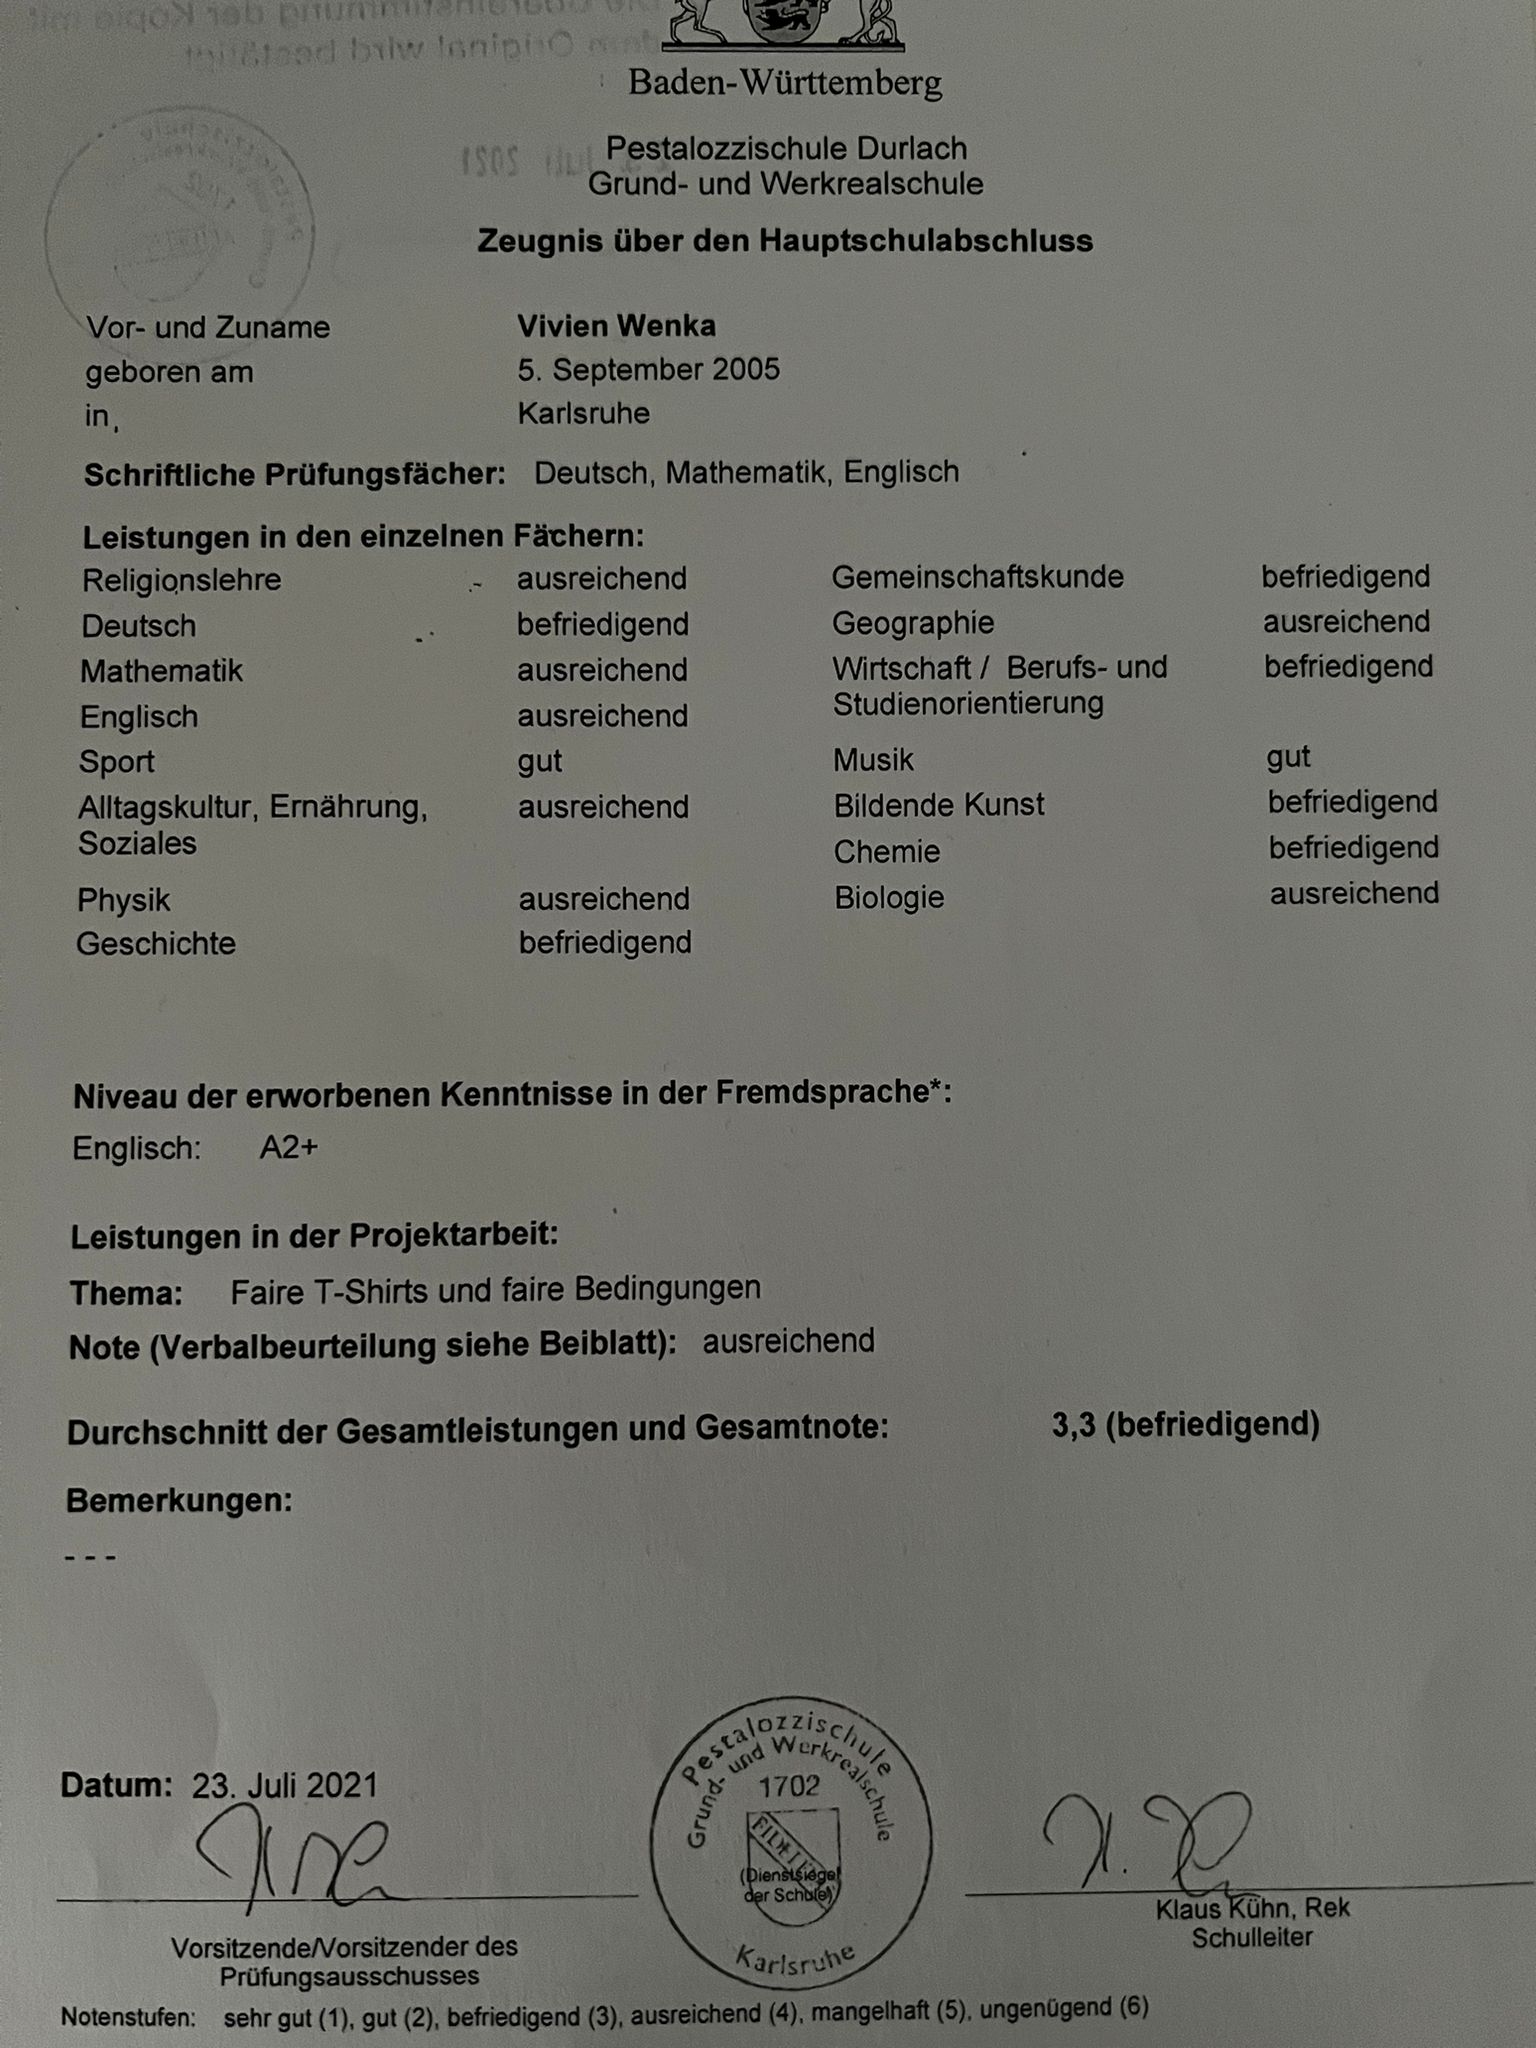 Baden-Württemberg
Pestalozzischule Durlach
Grund- und Werkrealschule
Zeugnis über den Hauptschulabschluss
Vor- und Zuname Vivien Wenka
geboren am 5. September 2005
in Karlsruhe
Schriftliche Prüfungsfächer: Deutsch, Mathematik, Englisch
Leistungen in den einzelnen Fächern:
Religionslehre ausreichend Gemeinschaftskunde befriedigend
Deutsch befriedigend Geographie ausreichend
Mathematik ausreichend Wirtschaft / Berufs- und befriedigend
Studienorientierung
Englisch ausreichend
Sport gut Musik gut
Alltagskultur, Ernährung, ausreichend Bildende Kunst befriedigend
Soziales
Chemie befriedigend
Physik ausreichend Biologie ausreichend
Geschichte befriedigend
Niveau der erworbenen Kenntnisse in der Fremdsprache*:
Englisch: A2+
Leistungen in der Projektarbeit:
Thema: Faire T-Shirts und faire Bedingungen
Note (Verbalbeurteilung siehe Beiblatt): ausreichend
Durchschnitt der Gesamtleistungen und Gesamtnote: 3,3 (befriedigend)
Bemerkungen:
- - -
Datum: 23. Juli 2021
Pestalozzischule
Grund- und Werkrealschule
1702
(Dienstsiegel
der Schule)
Karlsruhe
Klaus Kühn, Rek
Schulleiter
Vorsitzende/Vorsitzender des
Prüfungsausschusses
Notenstufen: sehr gut (1), gut (2), befriedigend (3), ausreichend (4), mangelhaft (5), ungenügend (6)